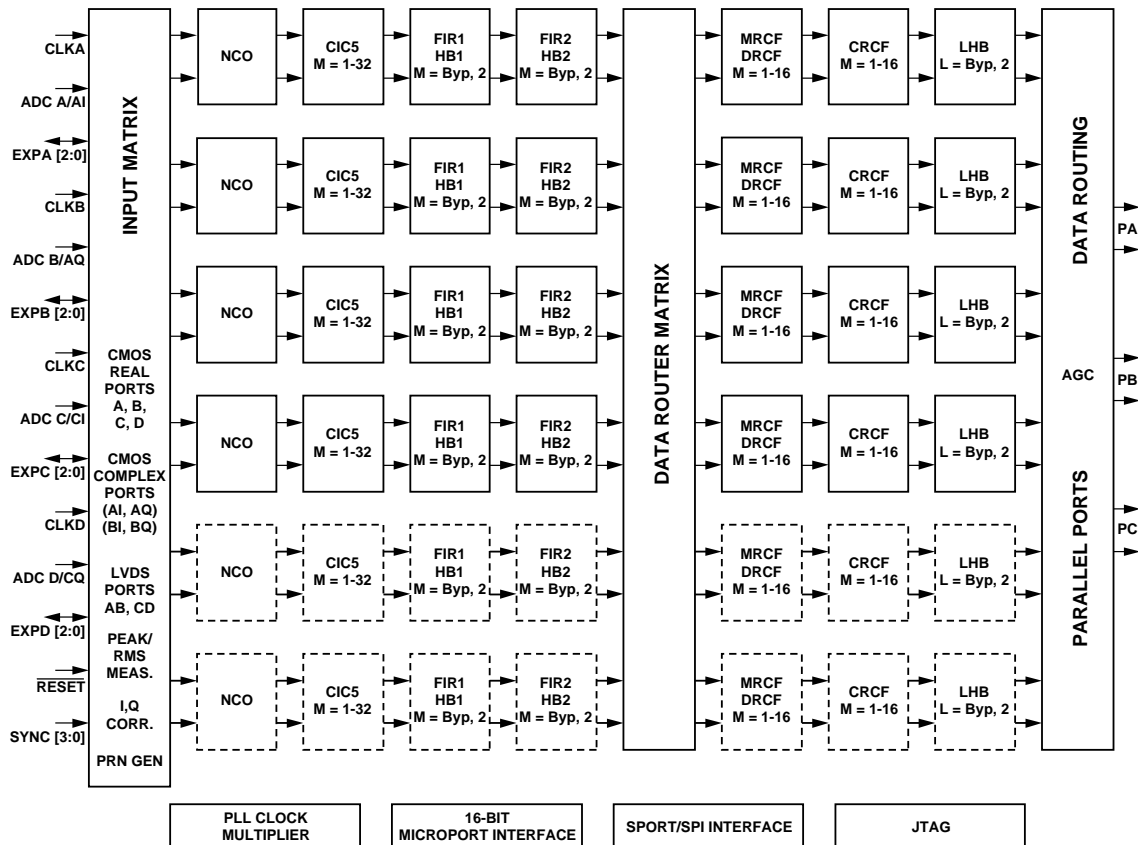 CLKA
ADC A/AI
EXPA [2:0]
CLKB
ADC B/AQ
EXPB [2:0]
CLKC
ADC C/CI
EXPC [2:0]
CLKD
ADC D/CQ
EXPD [2:0]
RESET
SYNC [3:0]
INPUT MATRIX
CMOS
REAL
PORTS
A, B,
C, D
CMOS
COMPLEX
PORTS
(AI, AQ)
(BI, BQ)
LVDS
PORTS
AB, CD
PEAK/
RMS
MEAS.
I,Q
CORR.
PRN GEN
NCO
CIC5
M = 1-32
FIR1
HB1
M = Byp, 2
FIR2
HB2
M = Byp, 2
NCO
CIC5
M = 1-32
FIR1
HB1
M = Byp, 2
FIR2
HB2
M = Byp, 2
NCO
CIC5
M = 1-32
FIR1
HB1
M = Byp, 2
FIR2
HB2
M = Byp, 2
NCO
CIC5
M = 1-32
FIR1
HB1
M = Byp, 2
FIR2
HB2
M = Byp, 2
NCO
CIC5
M = 1-32
FIR1
HB1
M = Byp, 2
FIR2
HB2
M = Byp, 2
NCO
CIC5
M = 1-32
FIR1
HB1
M = Byp, 2
FIR2
HB2
M = Byp, 2
DATA ROUTER MATRIX
MRCF
DRCF
M = 1-16
CRCF
M = 1-16
LHB
L = Byp, 2
MRCF
DRCF
M = 1-16
CRCF
M = 1-16
LHB
L = Byp, 2
MRCF
DRCF
M = 1-16
CRCF
M = 1-16
LHB
L = Byp, 2
MRCF
DRCF
M = 1-16
CRCF
M = 1-16
LHB
L = Byp, 2
MRCF
DRCF
M = 1-16
CRCF
M = 1-16
LHB
L = Byp, 2
MRCF
DRCF
M = 1-16
CRCF
M = 1-16
LHB
L = Byp, 2
DATA ROUTING
AGC
PARALLEL PORTS
PA
PB
PC
PLL CLOCK
MULTIPLIER
16-BIT
MICROPORT INTERFACE
SPORT/SPI INTERFACE
JTAG